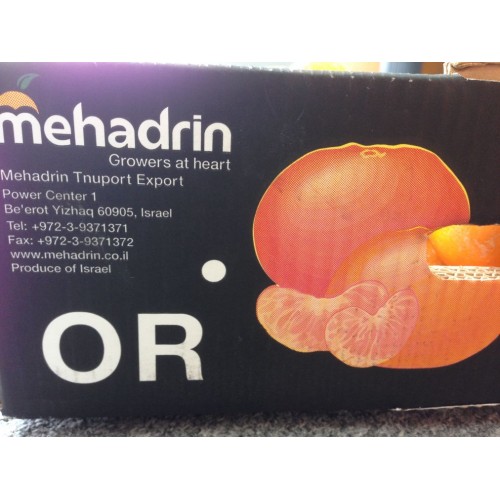 mehadrin
Growers at heart
Mehadrin Tnuport Export
Power Center 1
Be'erot Yizhaq 60905, Israel
Tel: +972-3-9371371
Fax: +972-3-9371372
www.mehadrin.co.il
Produce of Israel
OR